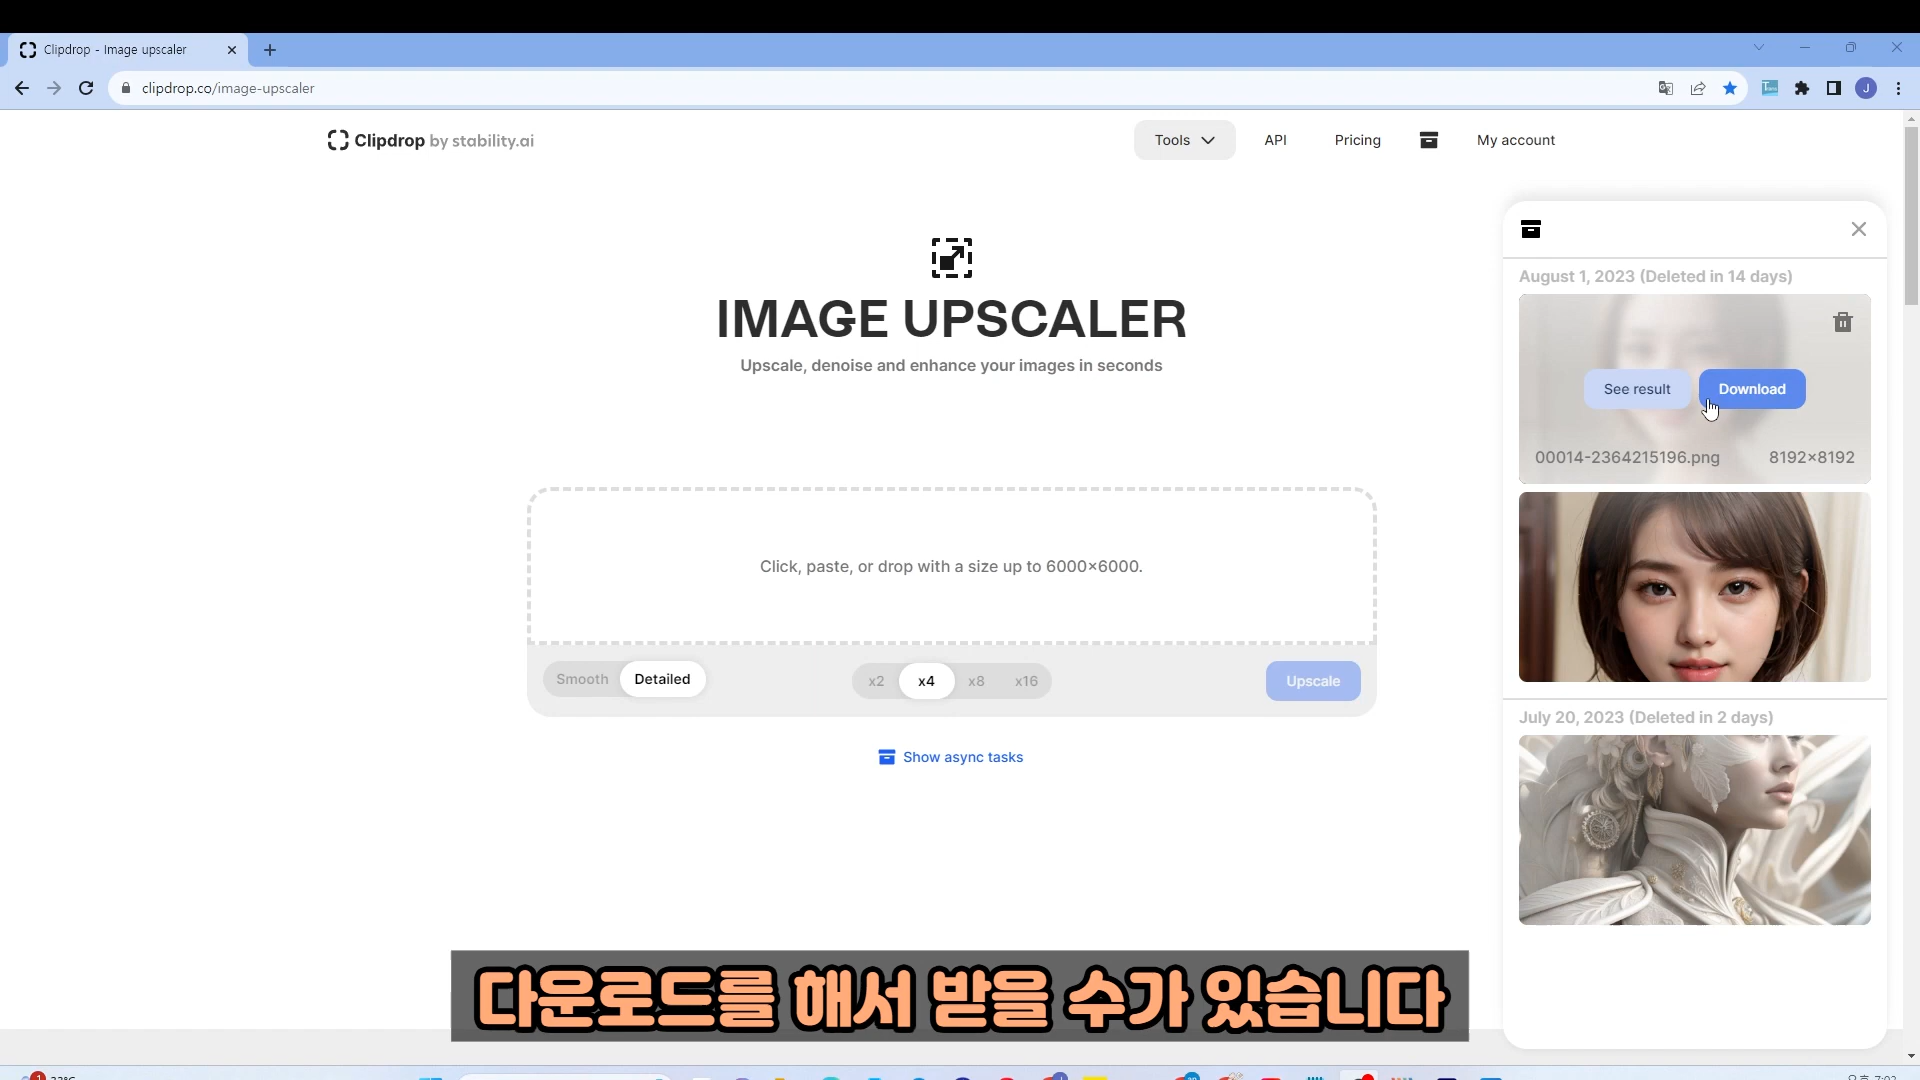 Clipdrop - Image upscaler
clipdrop.co/image-upscaler
J
Clipdrop by stability.ai
Tools
API
Pricing
My account
IMAGE UPSCALER
Upscale, denoise and enhance your images in seconds
Click, paste, or drop with a size up to 6000×6000.
Smooth
Detailed
x2
x4
x8
x16
Upscale
Show async tasks
August 1, 2023 (Deleted in 14 days)
See result
Download
00014-2364215196.png
8192×8192
July 20, 2023 (Deleted in 2 days)
다운로드를 해서 받을 수가 있습니다